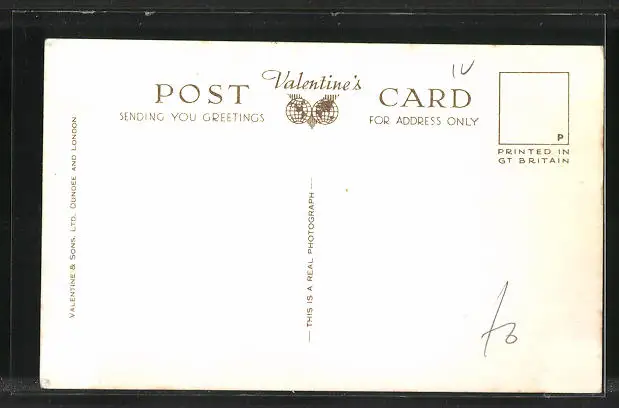 Valentine's
POST CARD
SENDING YOU GREETINGS
FOR ADDRESS ONLY
P
PRINTED IN
GT BRITAIN
VALENTINE & SONS, LTD. DUNDEE AND LONDON
— THIS IS A REAL PHOTOGRAPH —